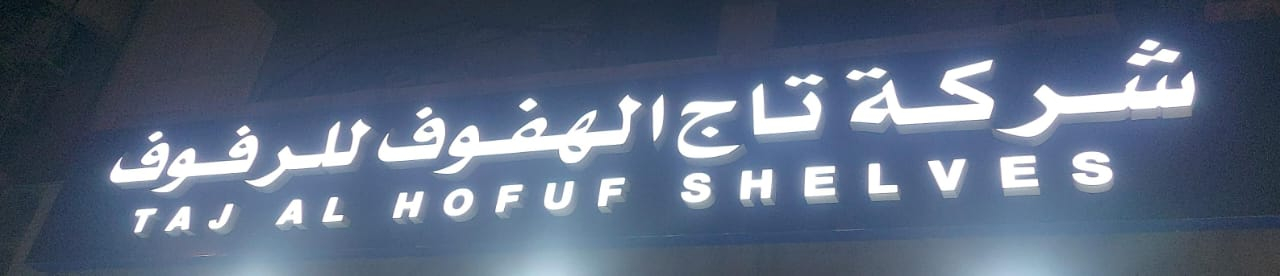 شركة تاج الهفوف للرفوف
TAJ AL HOFUF SHELVES